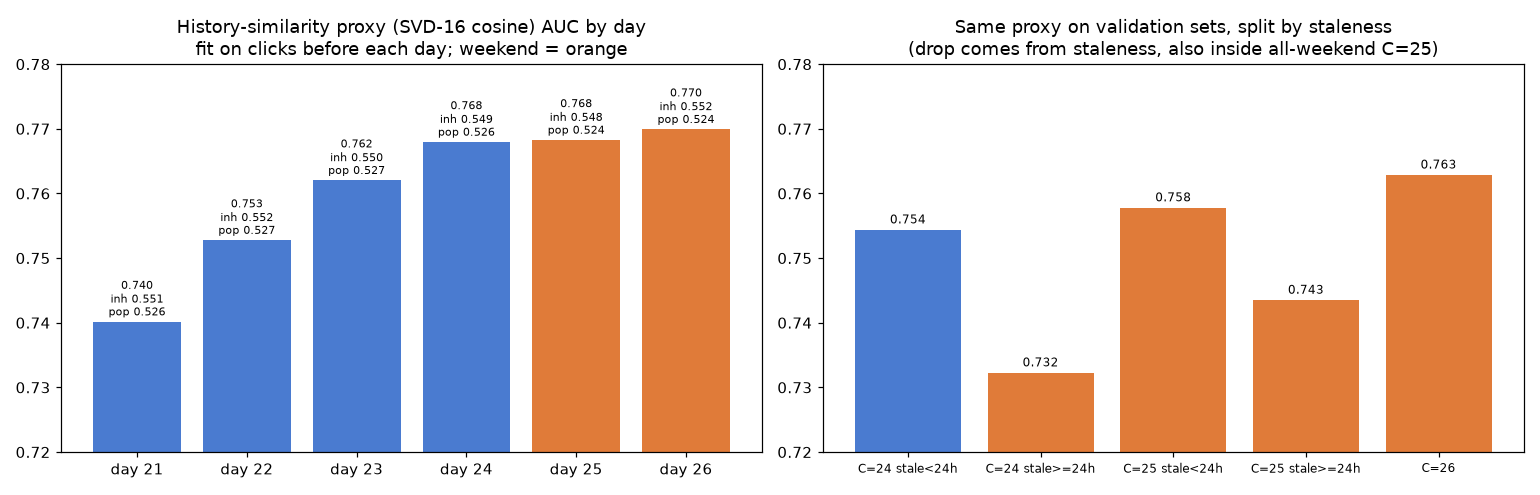 History-similarity proxy (SVD-16 cosine) AUC by day
fit on clicks before each day; weekend = orange
0.78
0.77
0.76
0.75
0.74
0.73
0.72
0.740
inh 0.551
pop 0.526
0.753
inh 0.552
pop 0.527
0.762
inh 0.550
pop 0.527
0.768
inh 0.549
pop 0.526
0.768
inh 0.548
pop 0.524
0.770
inh 0.552
pop 0.524
day 21
day 22
day 23
day 24
day 25
day 26
Same proxy on validation sets, split by staleness
(drop comes from staleness, also inside all-weekend C=25)
0.78
0.77
0.76
0.75
0.74
0.73
0.72
0.754
0.732
0.758
0.743
0.763
C=24 stale<24h
C=24 stale>=24h
C=25 stale<24h
C=25 stale>=24h
C=26